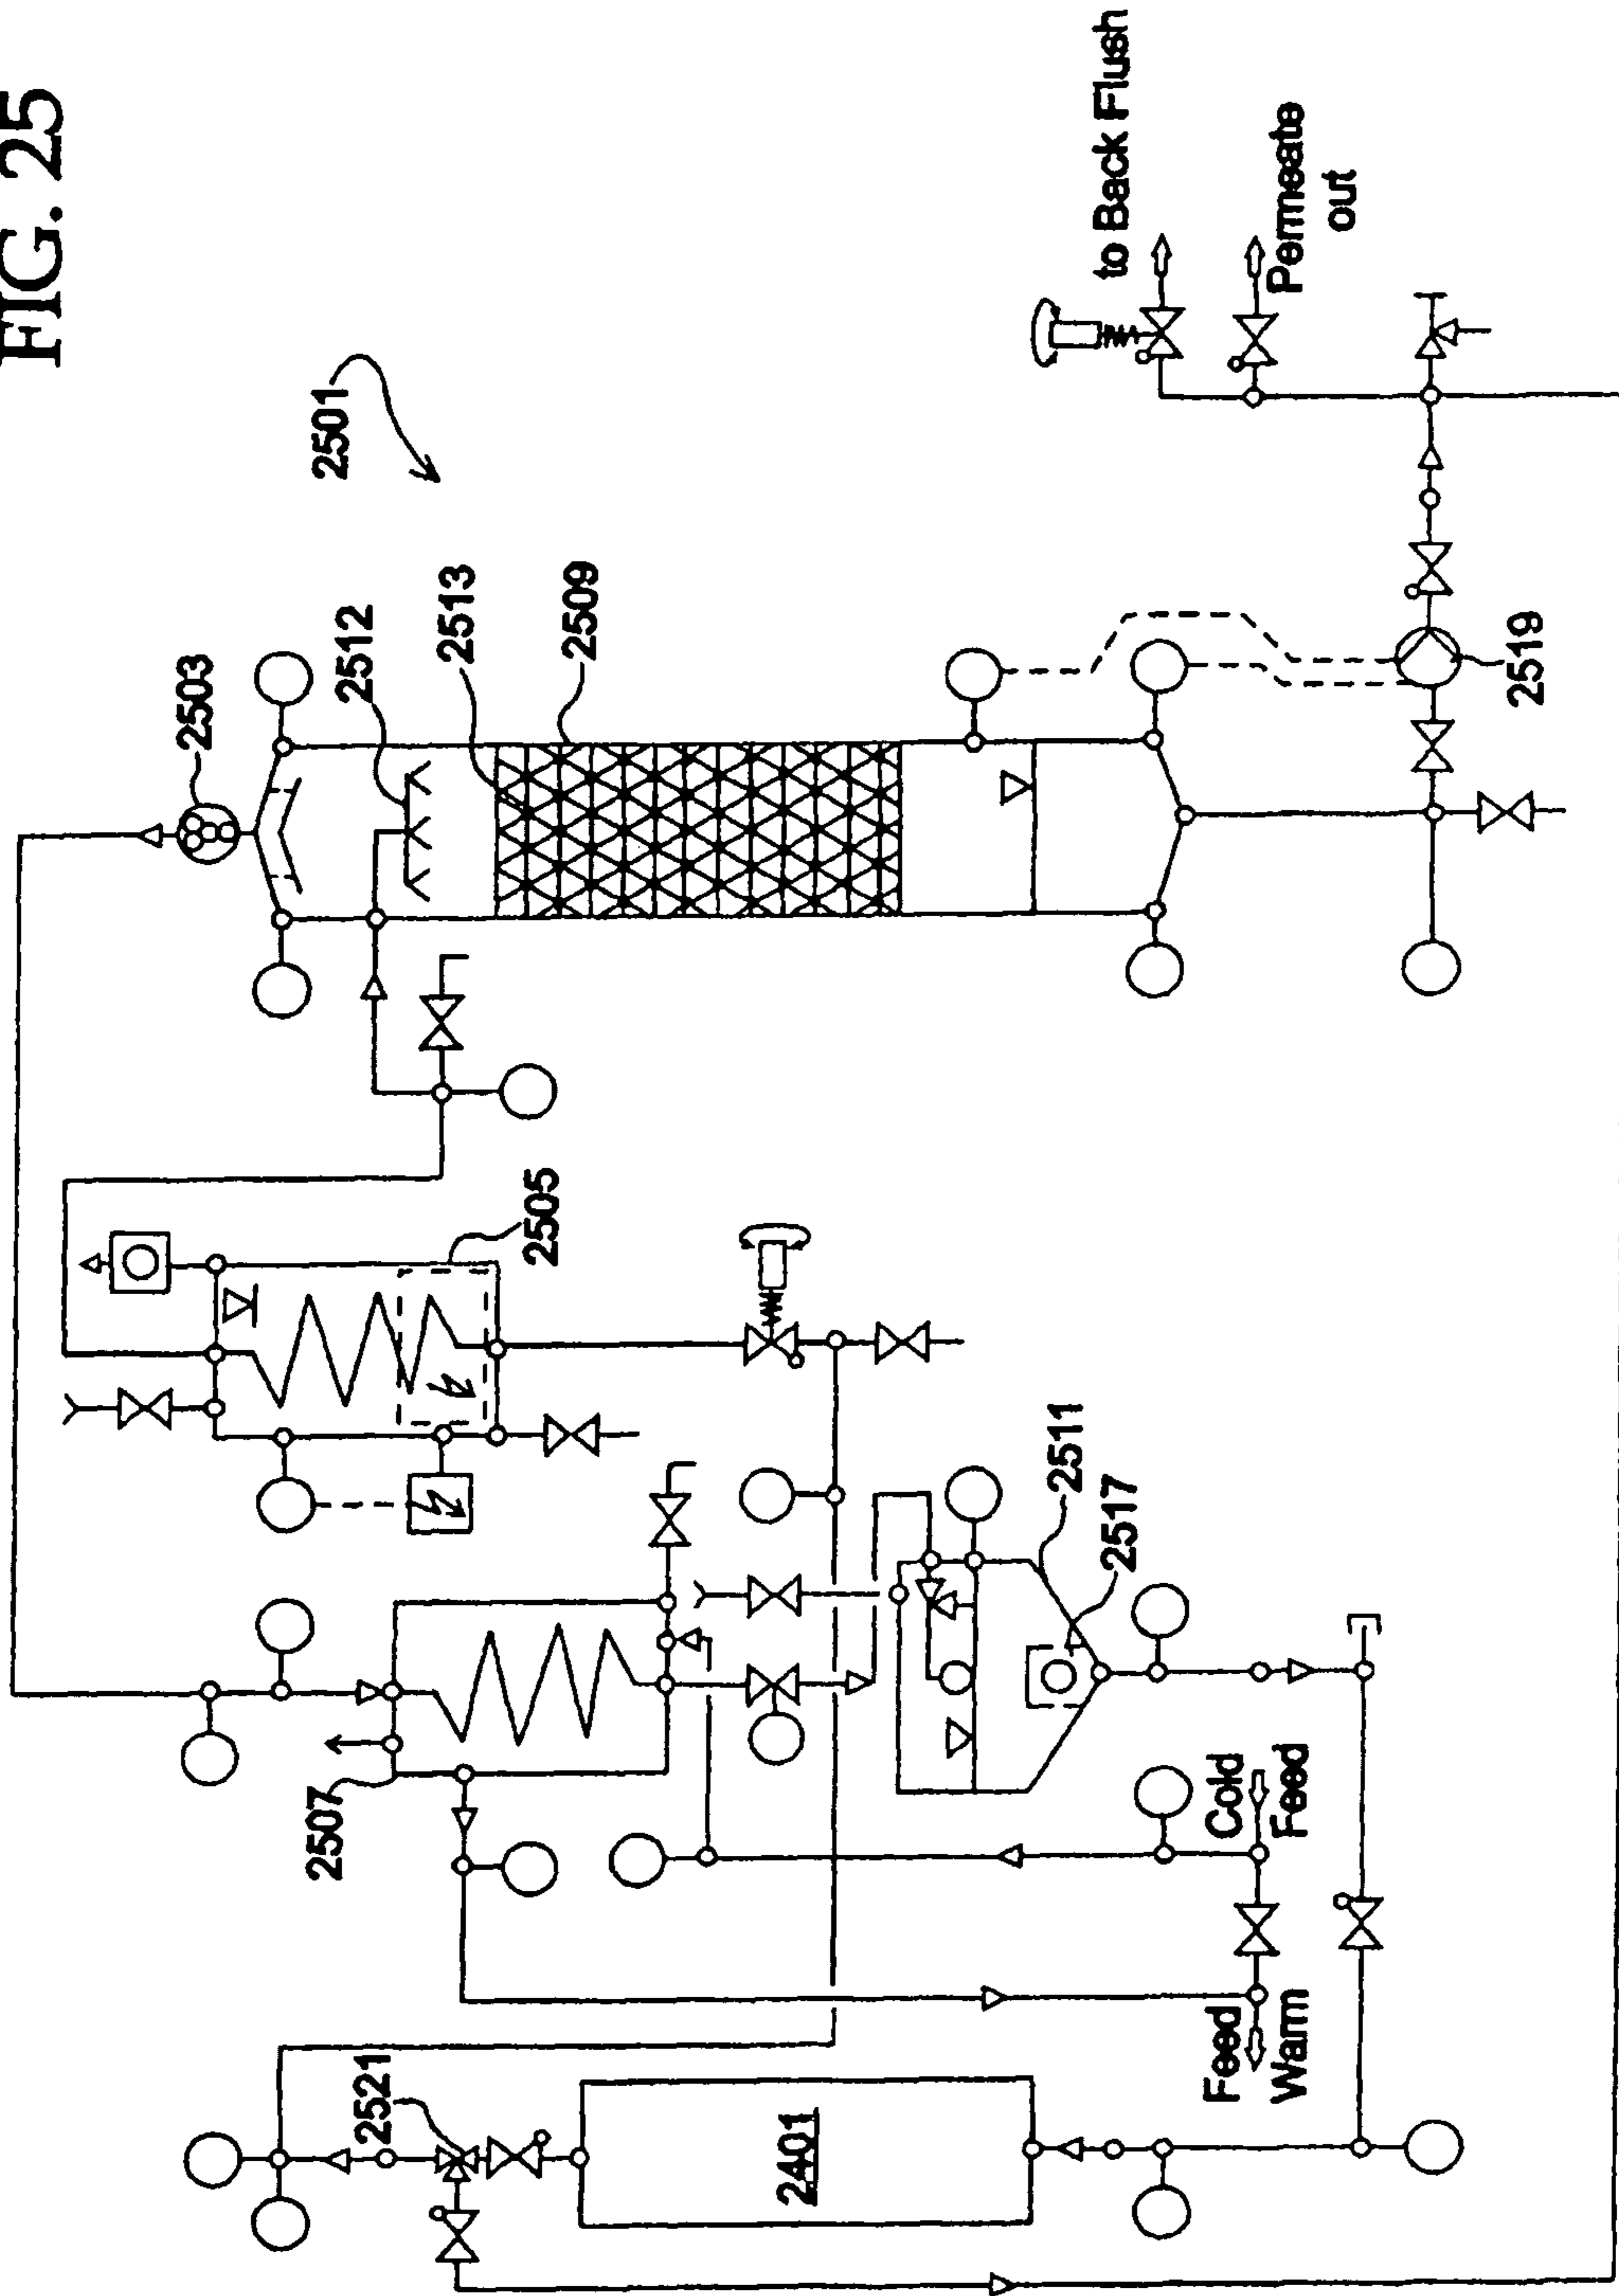 FIG. 25
2501
to Back Flush
Permeate
out
2503
2512
2513
2509
2519
2505
2507
2511
2517
Cold
Feed
Feed
Warm
2521
2401